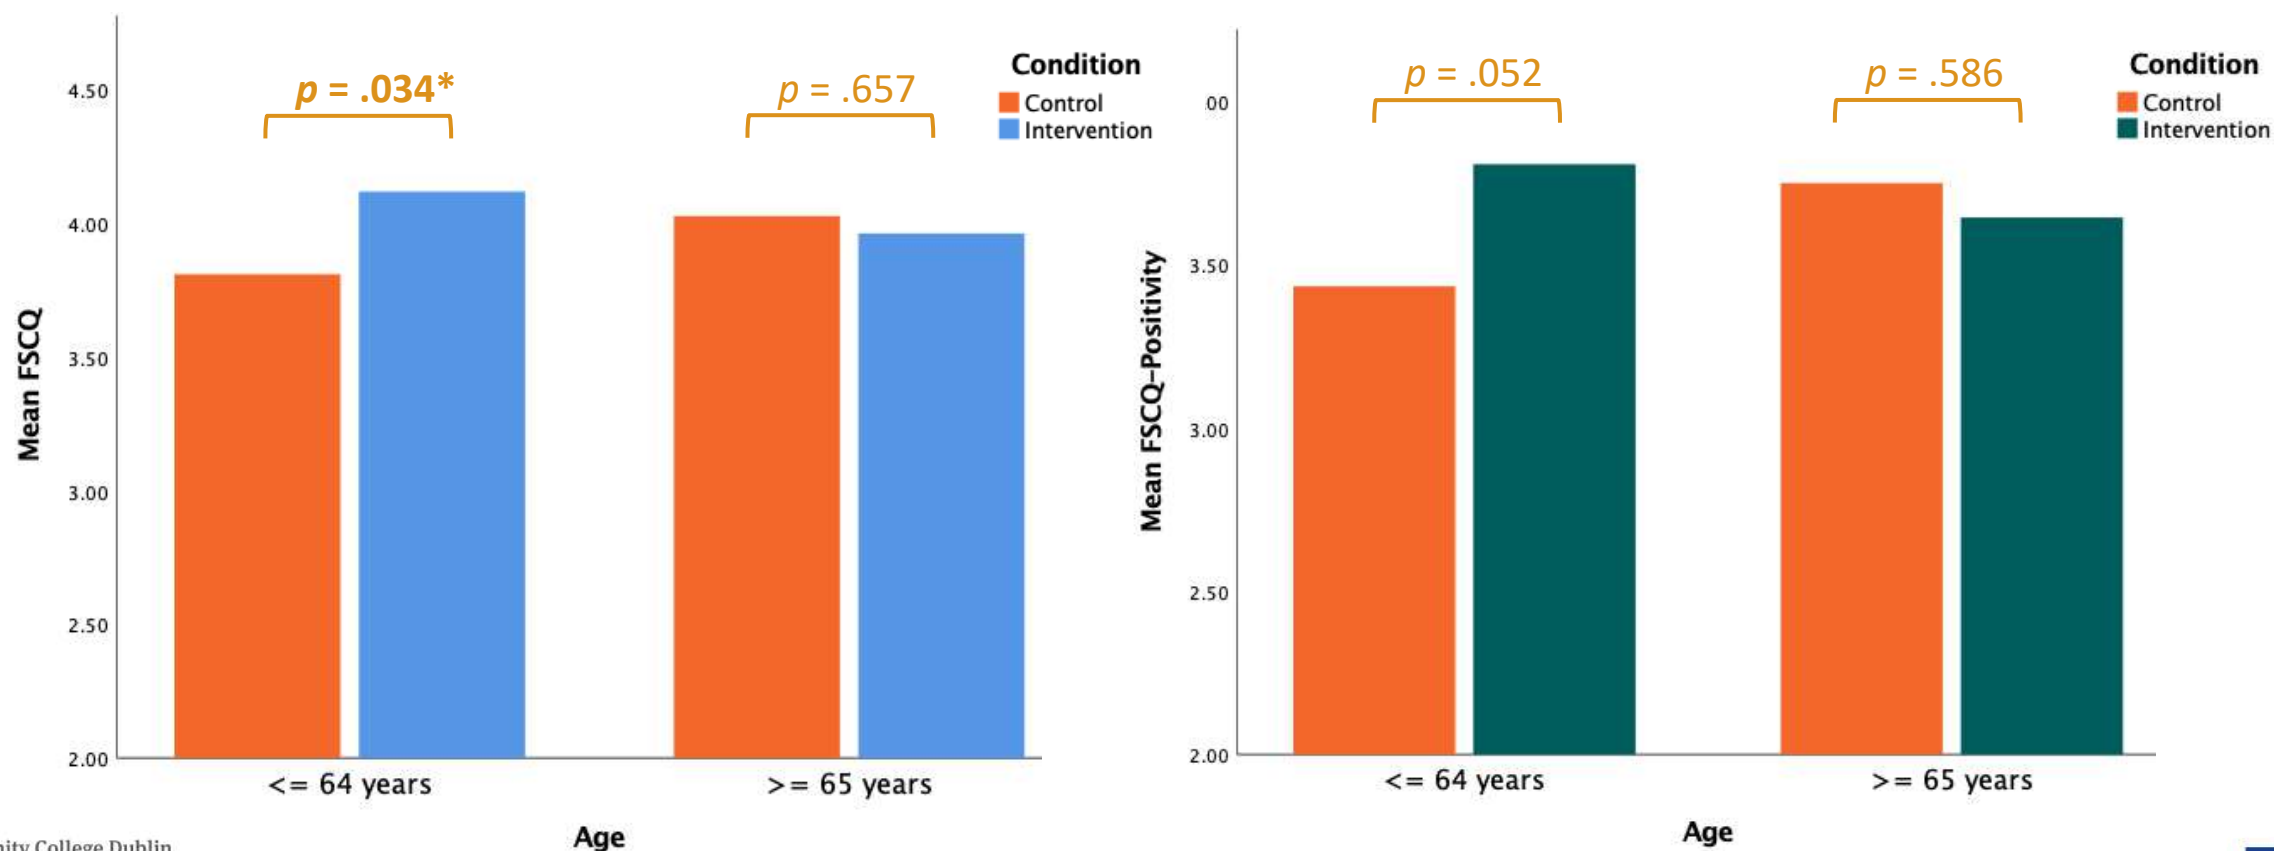 p = .034*
p = .657
Condition
Control
Intervention
4.50
4.00
3.50
3.00
2.50
2.00
Mean FSCQ
<= 64 years
>= 65 years
Age
p = .052
p = .586
Condition
Control
Intervention
00
3.50
3.00
2.50
2.00
Mean FSCQ-Positivity
<= 64 years
>= 65 years
Age
College Dublin